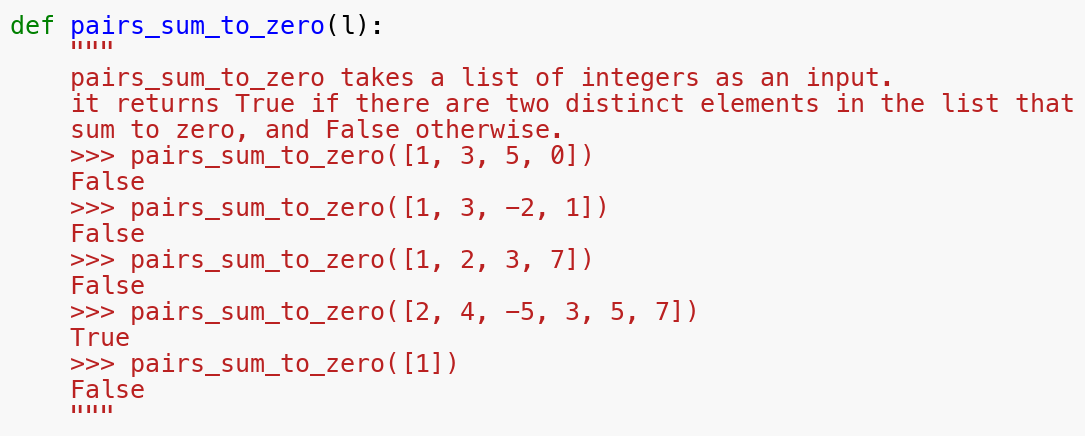 def pairs_sum_to_zero(l):
    """
    pairs_sum_to_zero takes a list of integers as an input.
    it returns True if there are two distinct elements in the list that
    sum to zero, and False otherwise.
    >>> pairs_sum_to_zero([1, 3, 5, 0])
    False
    >>> pairs_sum_to_zero([1, 3, −2, 1])
    False
    >>> pairs_sum_to_zero([1, 2, 3, 7])
    False
    >>> pairs_sum_to_zero([2, 4, −5, 3, 5, 7])
    True
    >>> pairs_sum_to_zero([1])
    False
    """